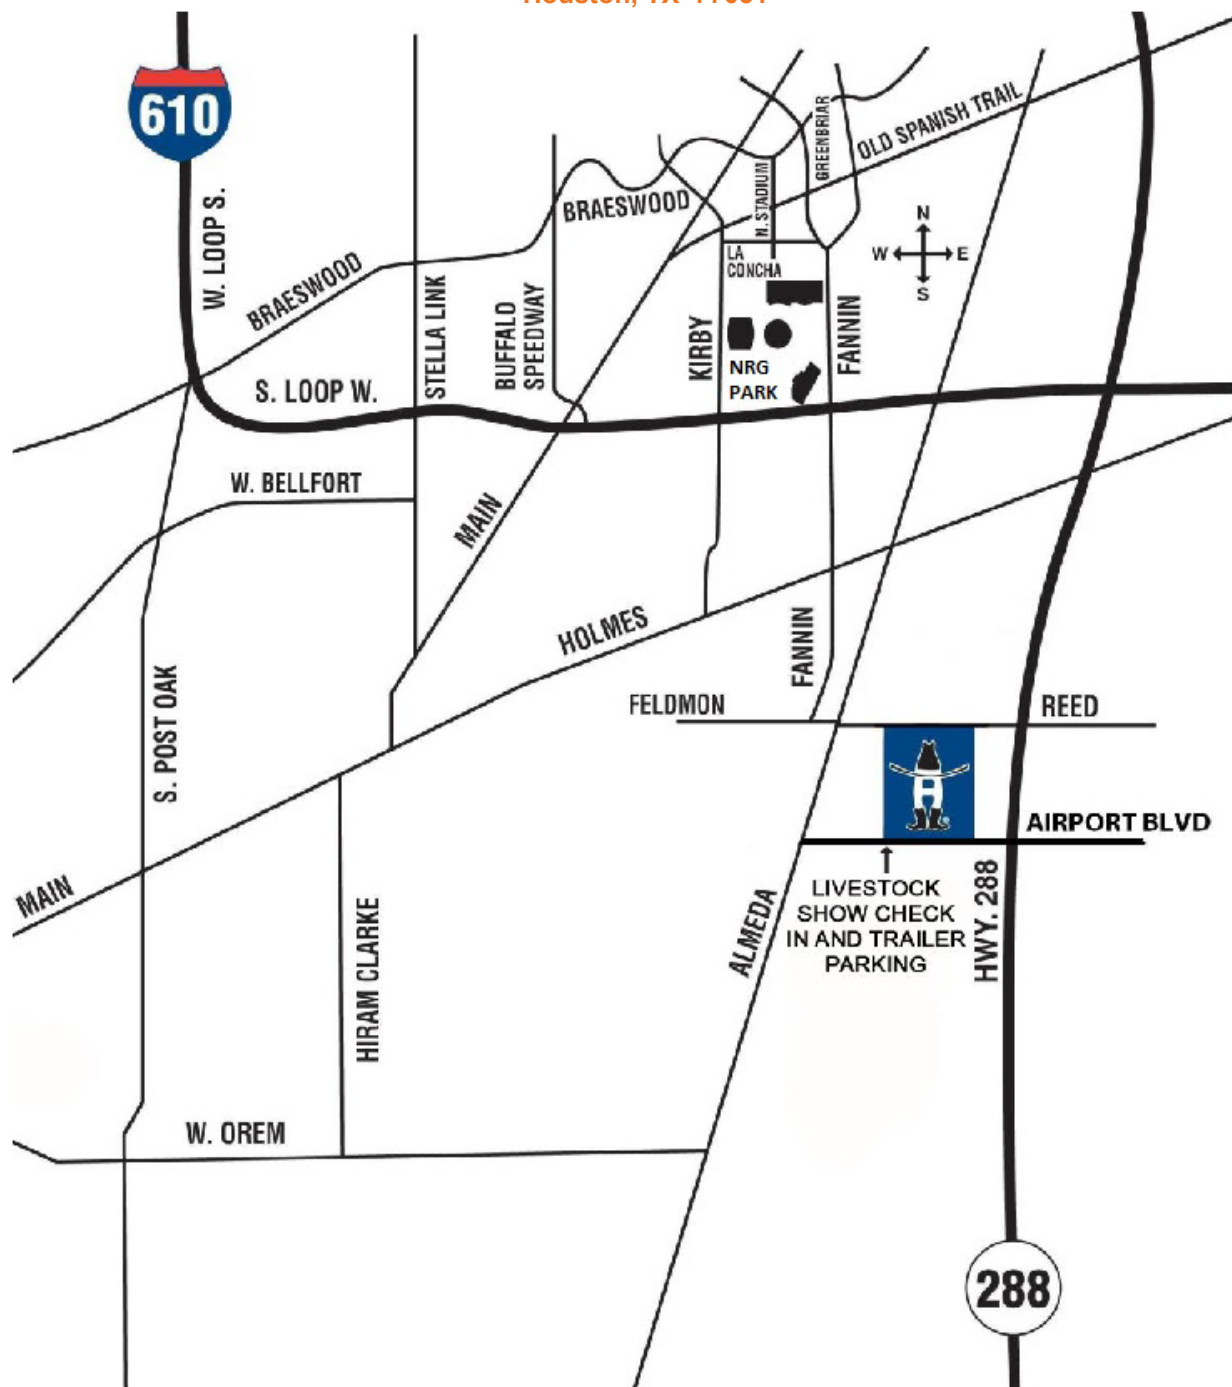 610
W. LOOP S.
BRAESWOOD
STELLA LINK
BUFFALO
SPEEDWAY
BRAESWOOD
N. STADIUM
GREENBRIAR
OLD SPANISH TRAIL
N
W
E
S
LA
CONCHA
KIRBY
FANNIN
NRG
PARK
S. LOOP W.
W. BELLFORT
MAIN
HOLMES
FANNIN
S. POST OAK
FELDMON
REED
H
AIRPORT BLVD
LIVESTOCK
SHOW CHECK
IN AND TRAILER
PARKING
MAIN
HIRAM CLARKE
ALMEDA
HWY. 288
W. OREM
288